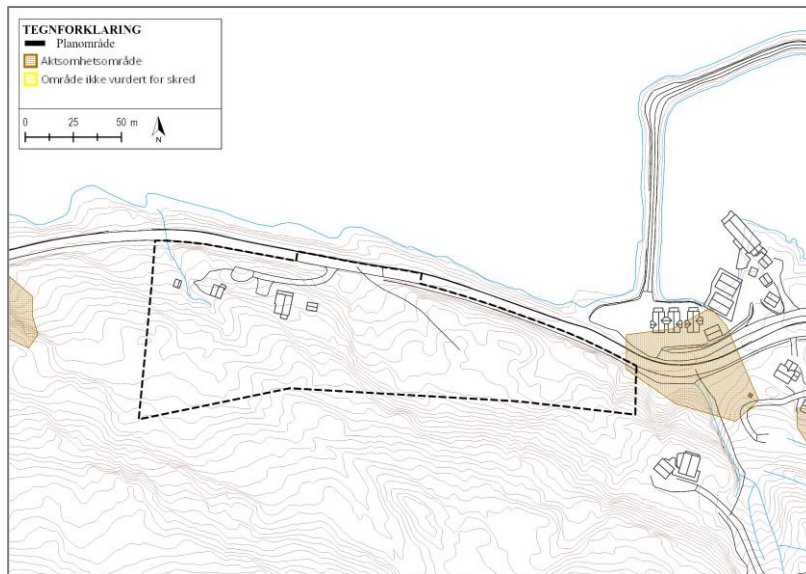 TEGNFORKLARING
Planområde
Aktsomhetsområde
Område ikke vurdert for skred
0 25 50 m
N